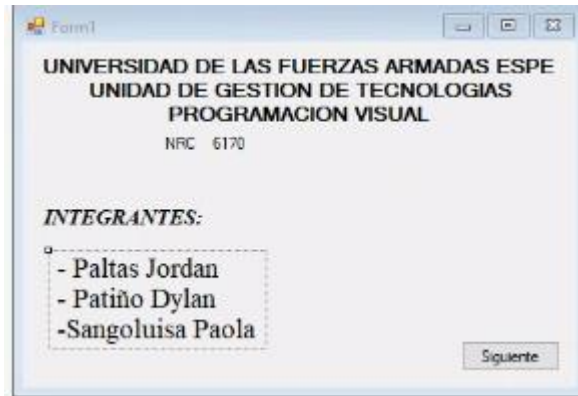 Form1
UNIVERSIDAD DE LAS FUERZAS ARMADAS ESPE
UNIDAD DE GESTION DE TECNOLOGIAS
PROGRAMACION VISUAL
NRC 6170
INTEGRANTES:
- Paltas Jordan
- Patiño Dylan
-Sangoluisa Paola
Siguiente